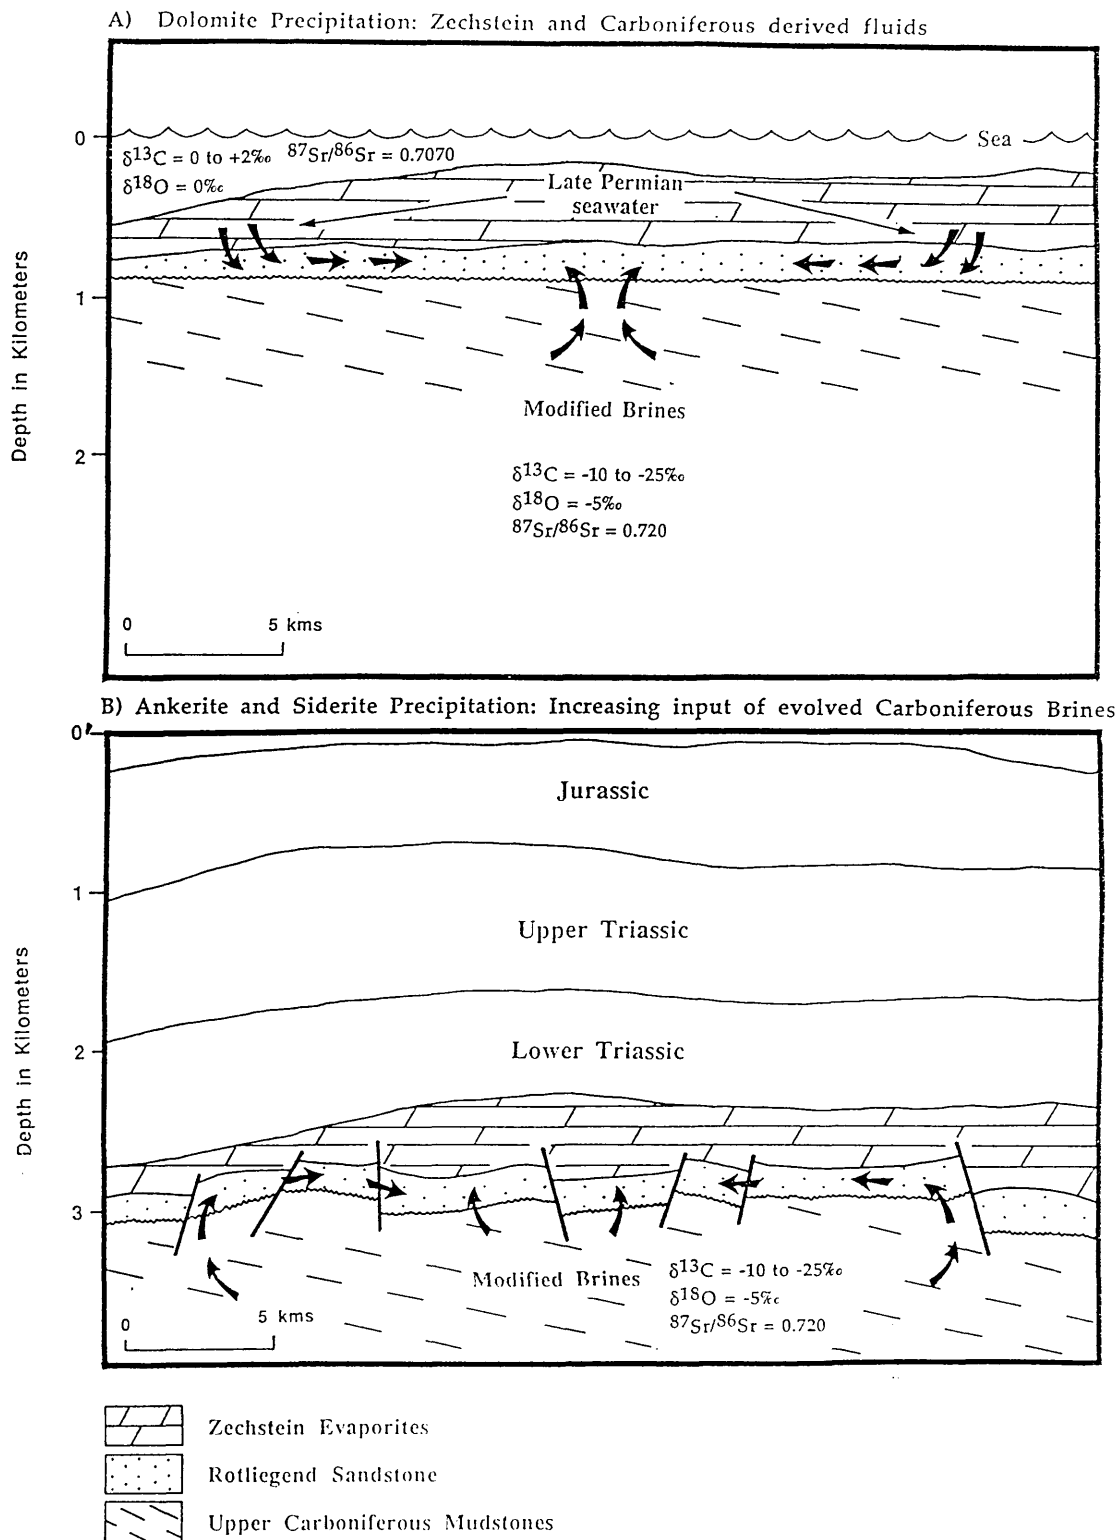 A) Dolomite Precipitation: Zechstein and Carboniferous derived fluids
0
Sea
δ13C = 0 to +2‰ 87Sr/86Sr = 0.7070
δ18O = 0‰
Late Permian
seawater
1
Depth in Kilometers
Modified Brines
2
δ13C = -10 to -25‰
δ18O = -5‰
87Sr/86Sr = 0.720
0 5 kms
B) Ankerite and Siderite Precipitation: Increasing input of evolved Carboniferous Brines
0
Jurassic
1
Upper Triassic
Depth in Kilometers
2
Lower Triassic
3
Modified Brines
δ13C = -10 to -25‰
δ18O = -5‰
87Sr/86Sr = 0.720
0 5 kms
Zechstein Evaporites
Rotliegend Sandstone
Upper Carboniferous Mudstones